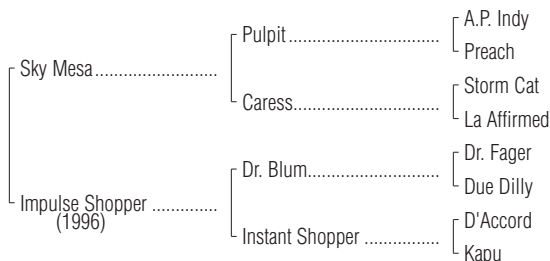 A.P. Indy
Pulpit
Preach
Sky Mesa
Storm Cat
Caress
La Affirmed
Dr. Fager
Dr. Blum
Due Dilly
Impulse Shopper
(1996)
D'Accord
Instant Shopper
Kapu